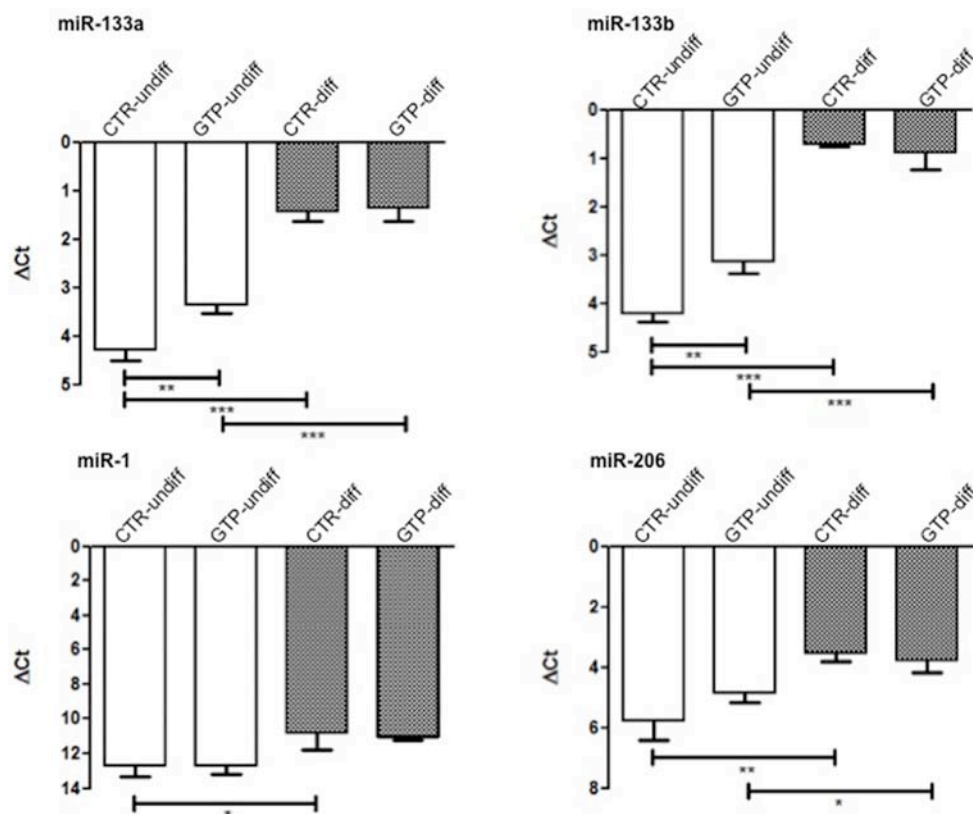 miR-133a
CTR-undiff
GTP-undiff
CTR-diff
GTP-diff
0
1
2
3
4
5
ΔCt
**
***
***
miR-133b
CTR-undiff
GTP-undiff
CTR-diff
GTP-diff
0
1
2
3
4
5
ΔCt
**
***
***
miR-1
CTR-undiff
GTP-undiff
CTR-diff
GTP-diff
0
2
4
6
8
10
12
14
ΔCt
*
miR-206
CTR-undiff
GTP-undiff
CTR-diff
GTP-diff
0
2
4
6
8
ΔCt
**
*